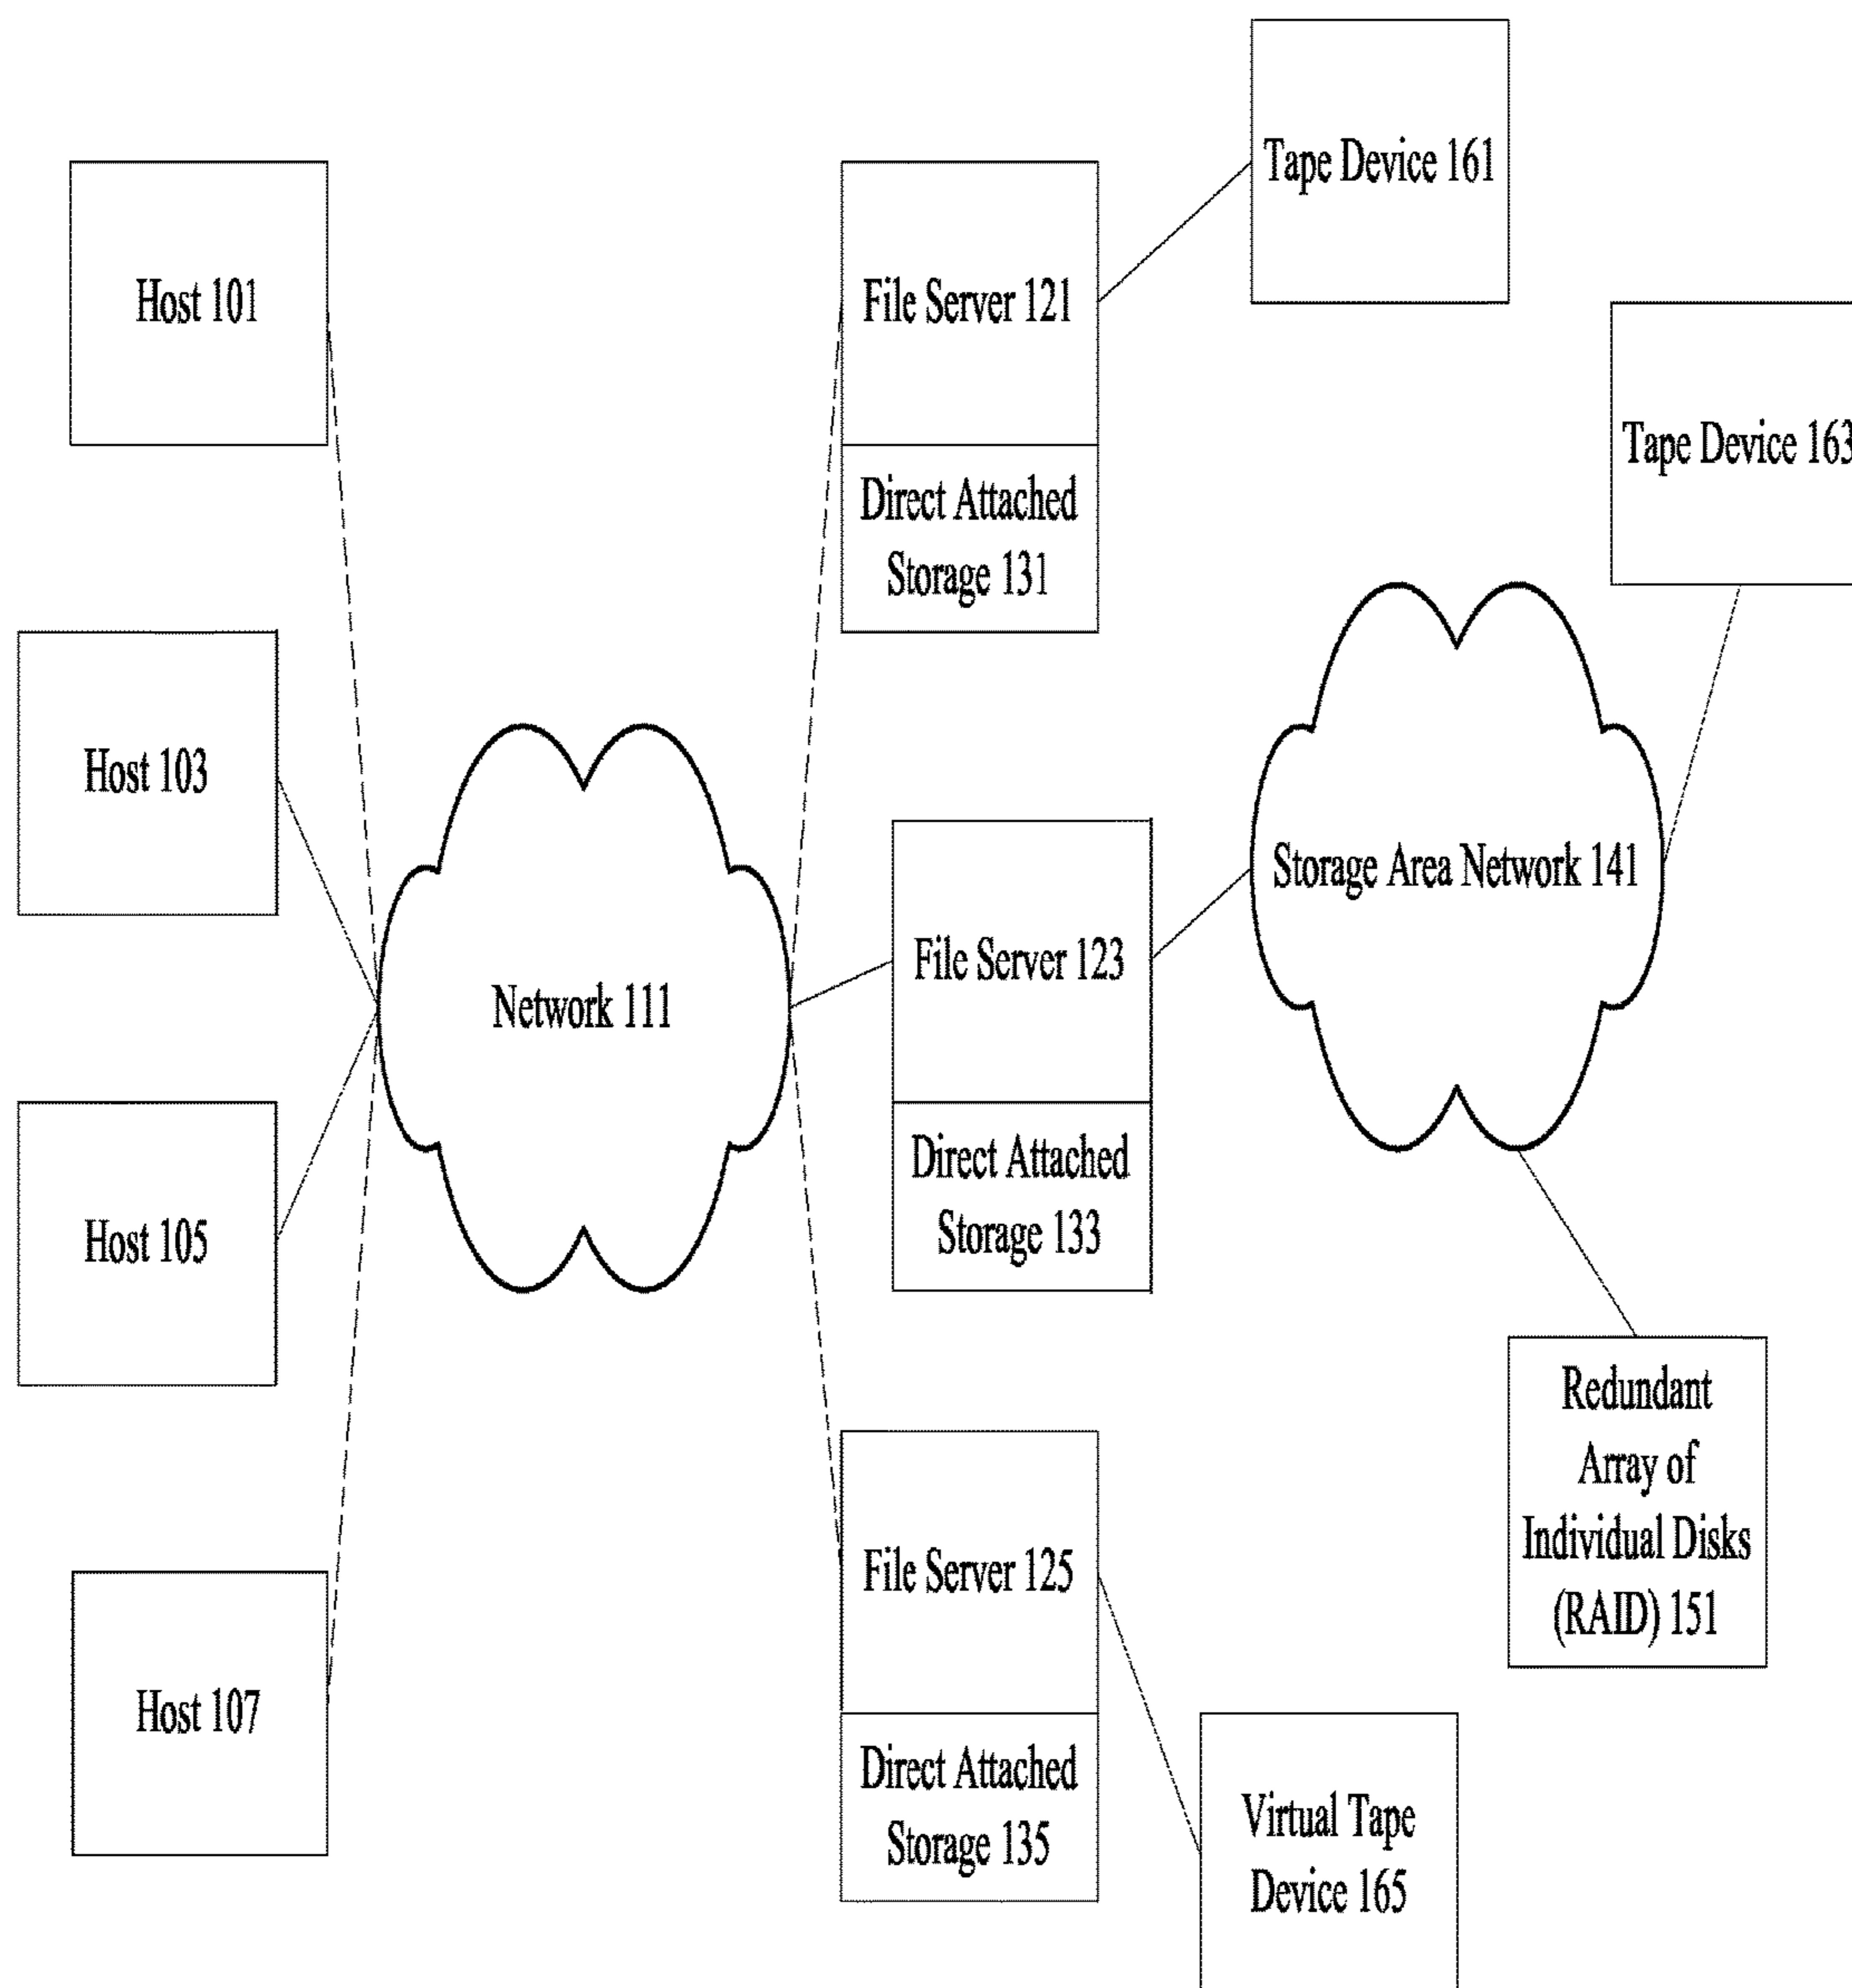 Tape Device 161
Host 101
File Server 121
Tape Device 163
Direct Attached
Storage 131
Host 103
Storage Area Network 141
File Server 123
Network 111
Direct Attached
Storage 133
Host 105
Redundant
Array of
Individual Disks
(RAID) 151
File Server 125
Host 107
Direct Attached
Storage 135
Virtual Tape
Device 165